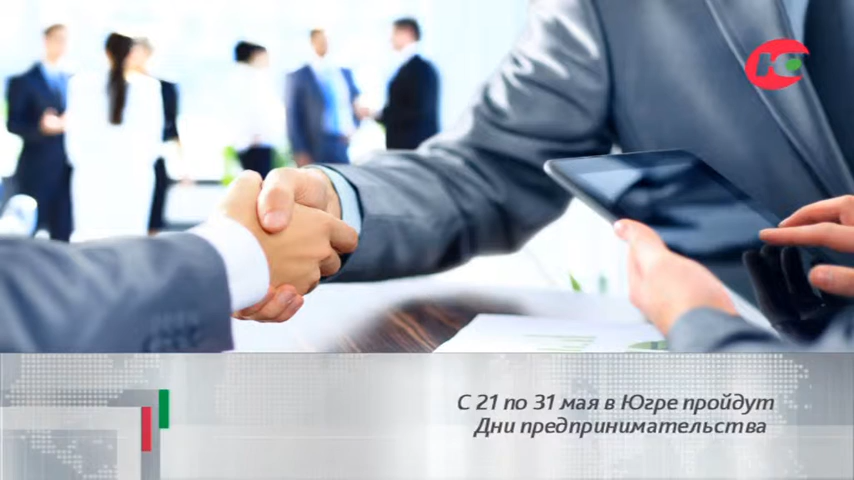 С 21 по 31 мая в Югре пройдут
Дни предпринимательства